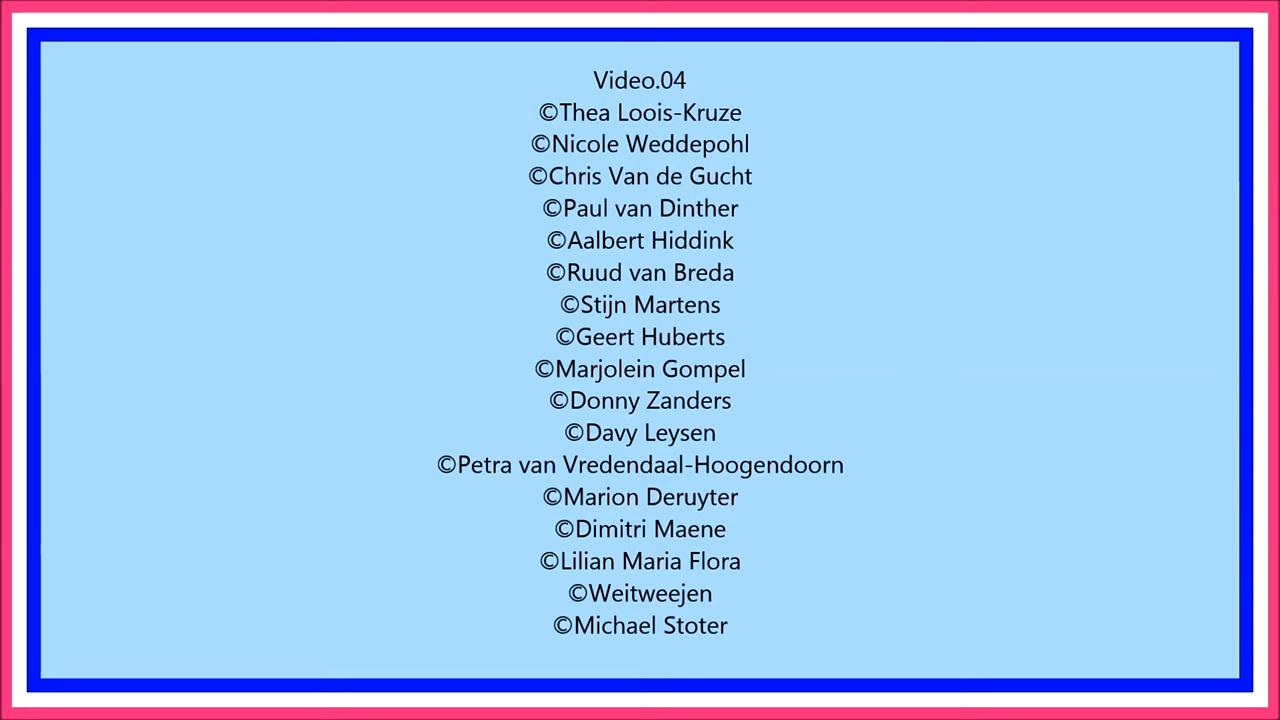 Video.04
©Thea Loois-Kruze
©Nicole Weddepohl
©Chris Van de Gucht
©Paul van Dinther
©Aalbert Hiddink
©Ruud van Breda
©Stijn Martens
©Geert Huberts
©Marjolein Gompel
©Donny Zanders
©Davy Leysen
©Petra van Vredendaal-Hoogendoorn
©Marion Deruyter
©Dimitri Maene
©Lilian Maria Flora
©Weitweejen
©Michael Stoter